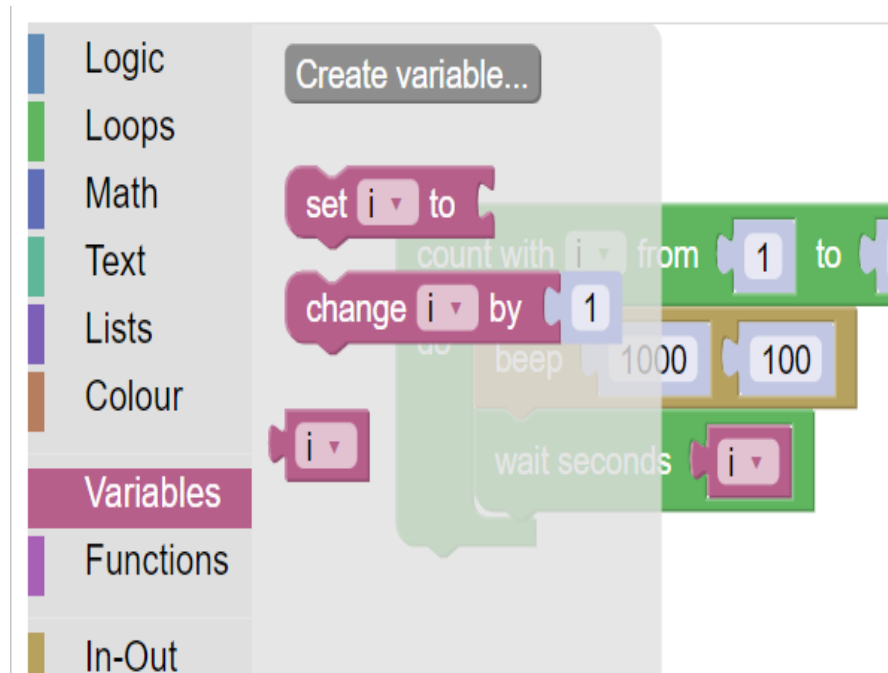 Logic
Loops
Math
Text
Lists
Colour
Variables
Functions
In-Out
Create variable...
set i to
change i by 1
i
count with i from 1 to
do
beep 1000 100
wait seconds i